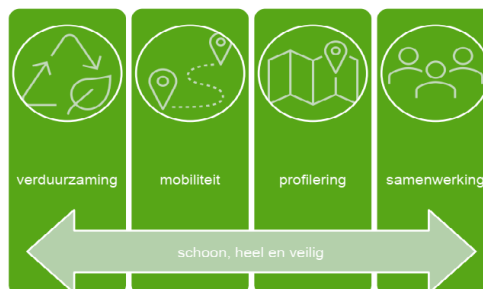 verduurzaming
mobiliteit
profilering
samenwerking
schoon, heel en veilig